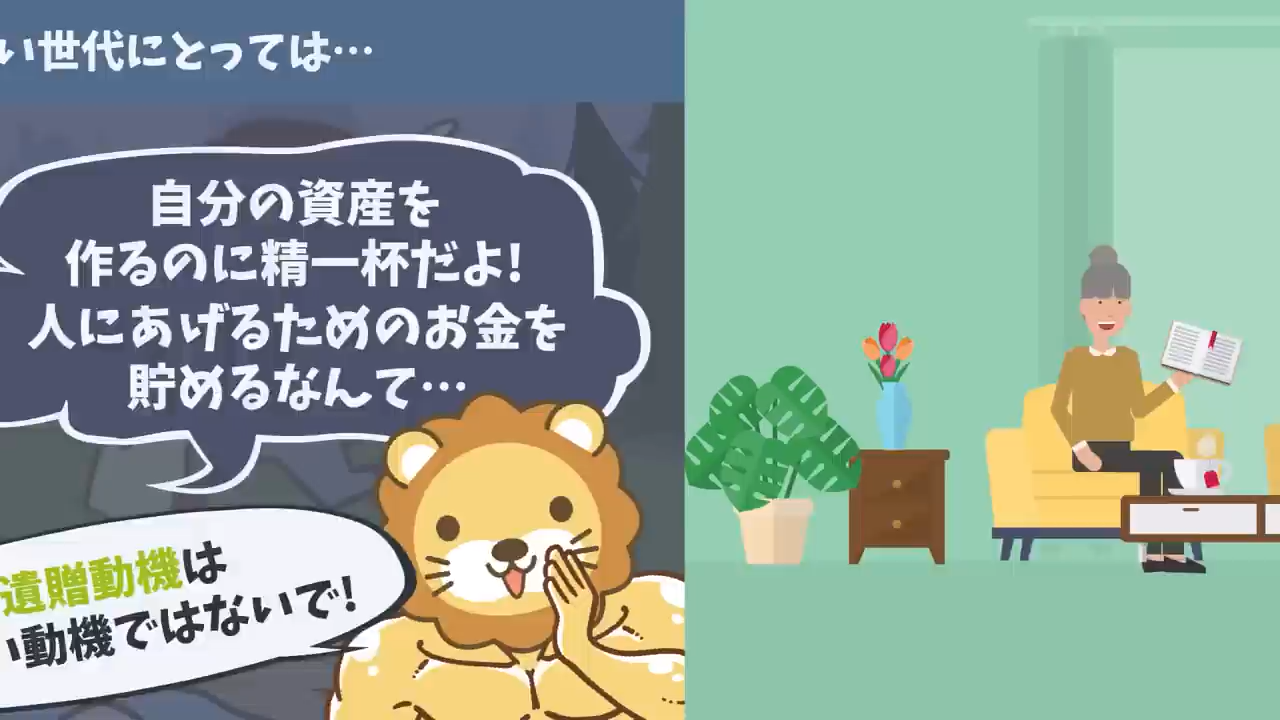 い世代にとっては…
自分の資産を
作るのに精一杯だよ!
人にあげるためのお金を
貯めるなんて…
遺贈動機は
い動機ではないで!